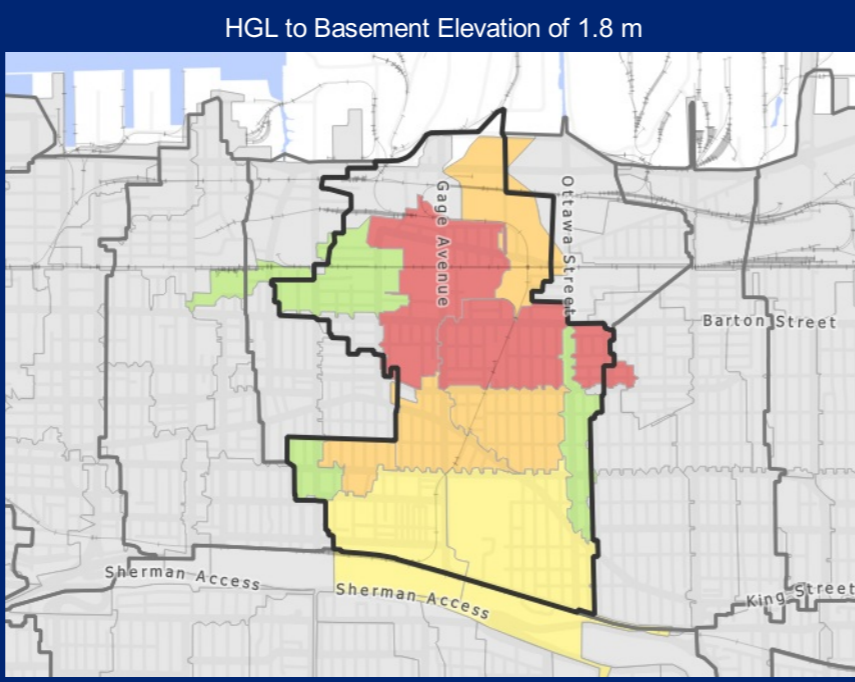 HGL to Basement Elevation of 1.8 m
Gage Avenue
Ottawa Street
Barton Street
Sherman Access
Sherman Access
King Street